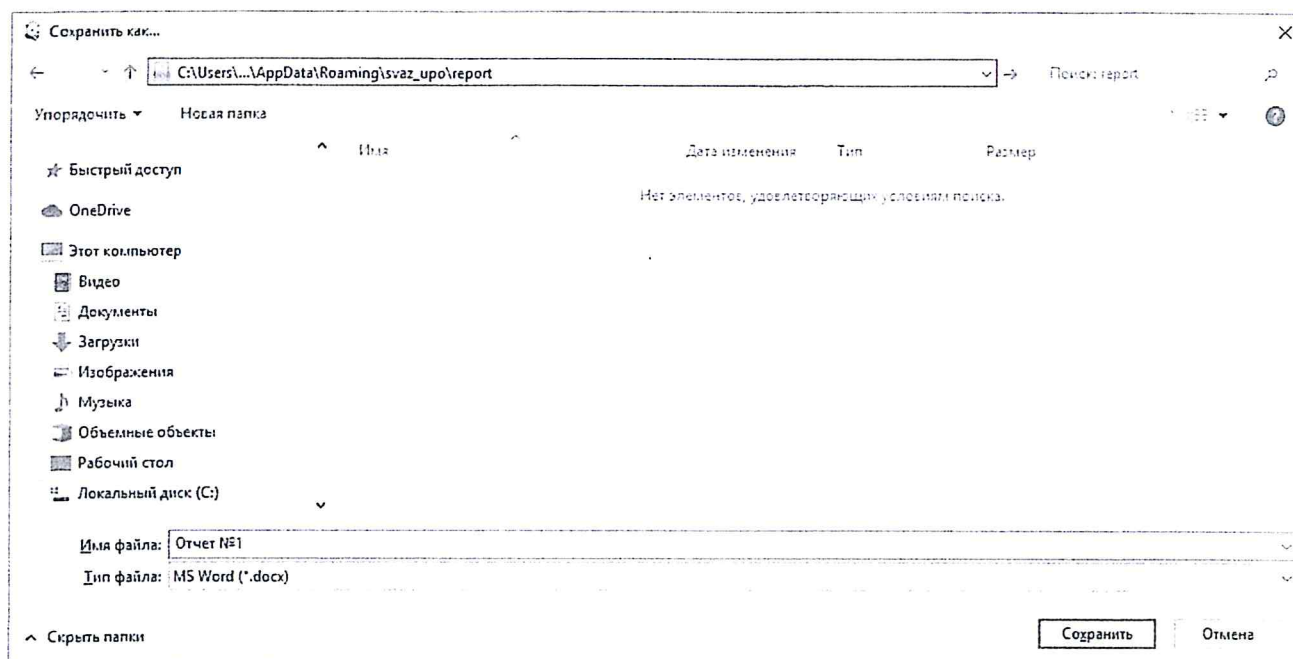 Сохранить как...
C:\Users\...\AppData\Roaming\svaz_upo\report
Поиск: report
Упорядочить
Новая папка
Имя
Дата изменения
Тип
Размер
Быстрый доступ
Нет элементов, удовлетворяющих условиям поиска.
OneDrive
Этот компьютер
Видео
Документы
Загрузки
Изображения
Музыка
Объемные объекты
Рабочий стол
Локальный диск (C:)
Имя файла: Отчет №1
Тип файла: MS Word (*.docx)
Скрыть папки
Сохранить
Отмена